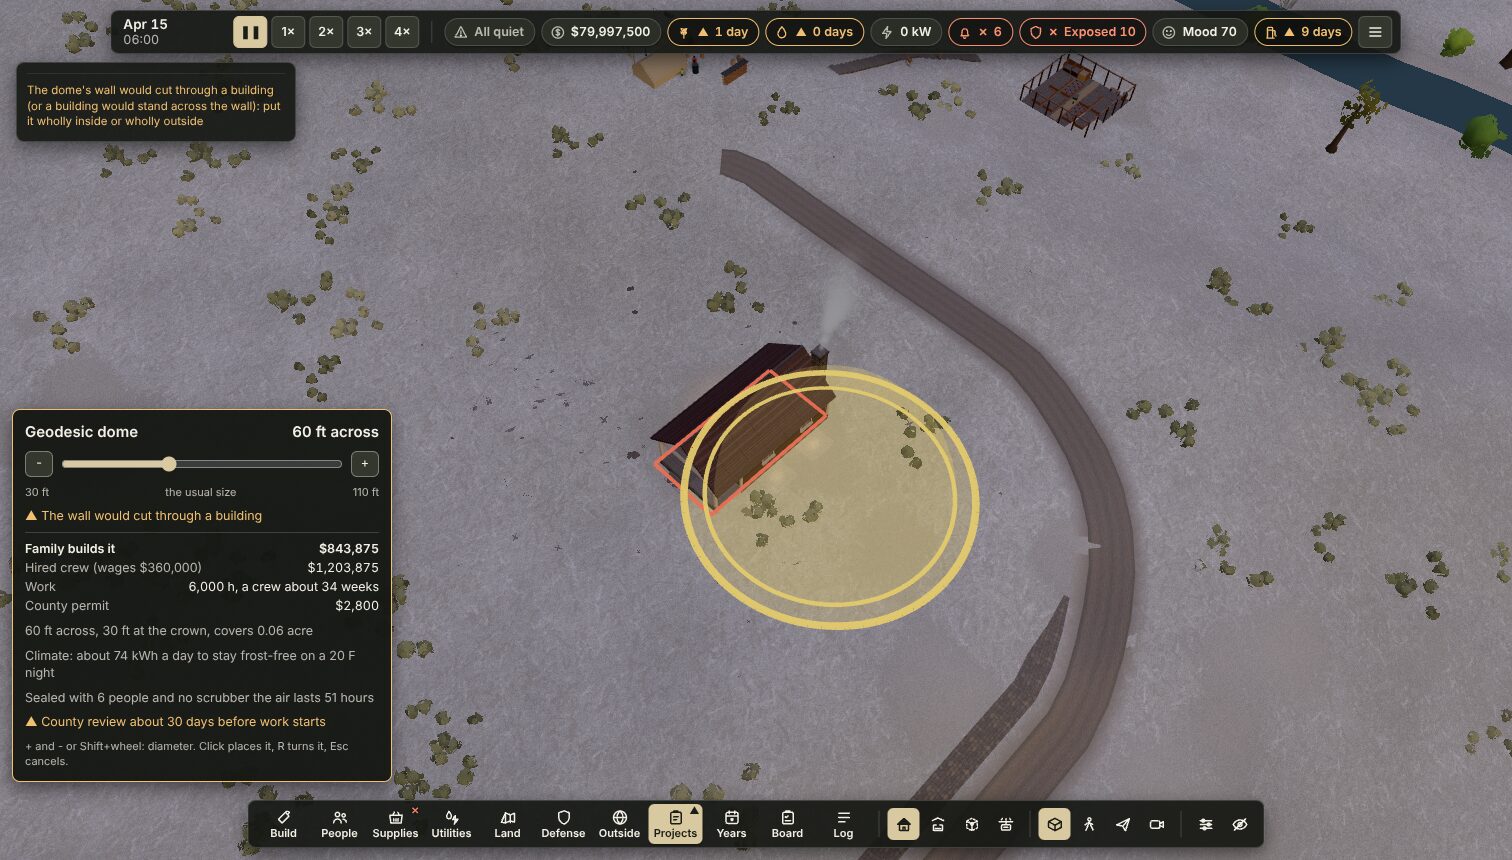 Apr 15
06:00
1×
2×
3×
4×
All quiet
$79,997,500
1 day
0 days
0 kW
× 6
× Exposed 10
Mood 70
9 days
The dome's wall would cut through a building
(or a building would stand across the wall): put
it wholly inside or wholly outside
Geodesic dome
60 ft across
-
+
30 ft
the usual size
110 ft
The wall would cut through a building
Family builds it
$843,875
Hired crew (wages $360,000)
$1,203,875
Work
6,000 h, a crew about 34 weeks
County permit
$2,800
60 ft across, 30 ft at the crown, covers 0.06 acre
Climate: about 74 kWh a day to stay frost-free on a 20 F
night
Sealed with 6 people and no scrubber the air lasts 51 hours
County review about 30 days before work starts
+ and - or Shift+wheel: diameter. Click places it, R turns it, Esc
cancels.
Build
People
Supplies
Utilities
Land
Defense
Outside
Projects
Years
Board
Log